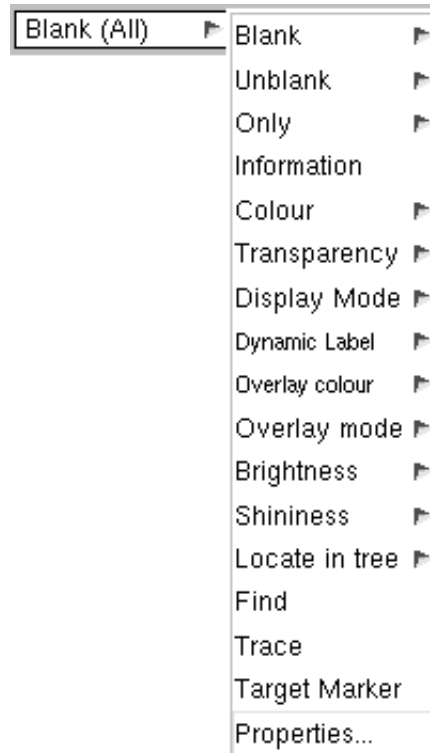 Blank (All)
Blank
Unblank
Only
Information
Colour
Transparency
Display Mode
Dynamic Label
Overlay colour
Overlay mode
Brightness
Shininess
Locate in tree
Find
Trace
Target Marker
Properties...